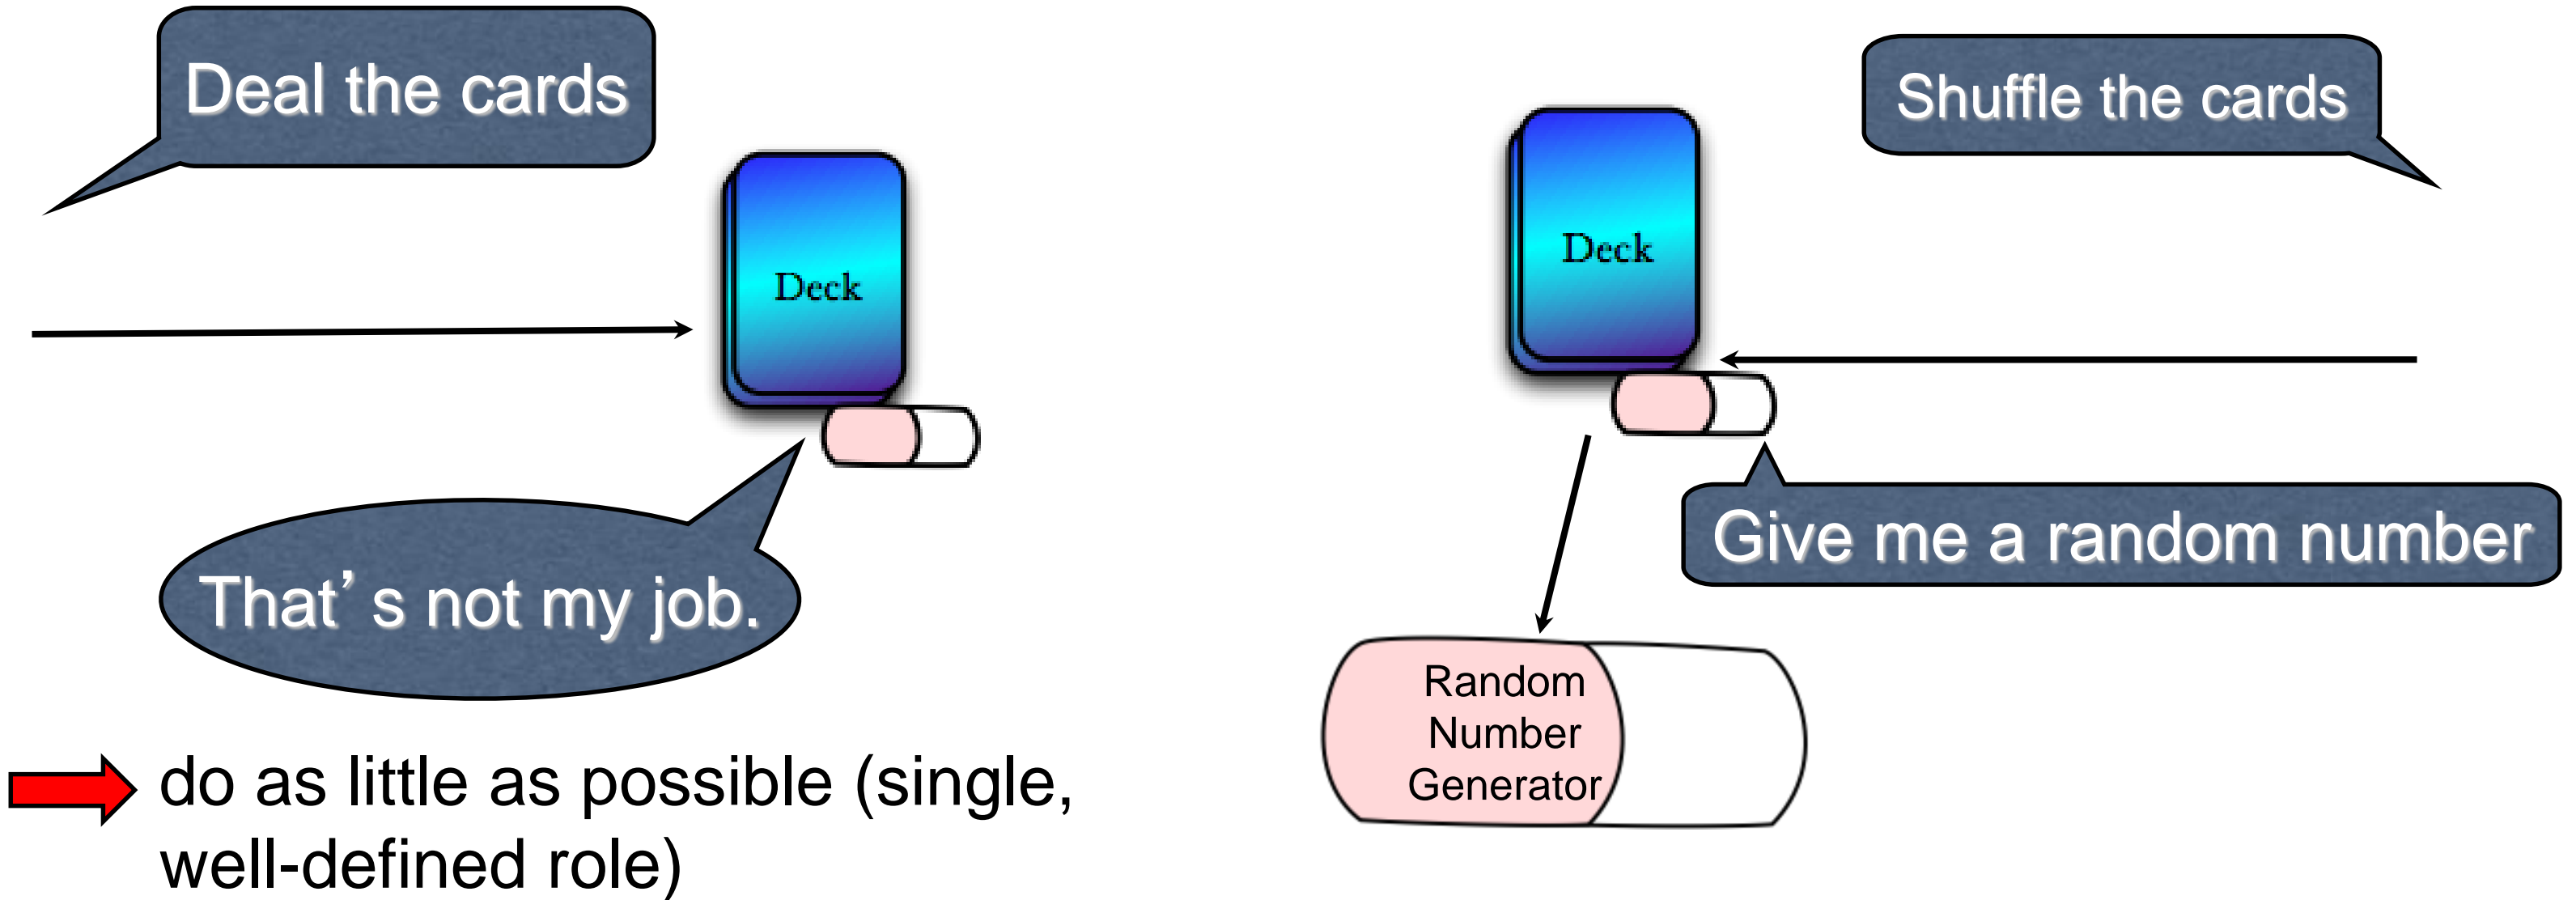 Deal the cards
Deck
That's not my job.
do as little as possible (single,
well-defined role)
Shuffle the cards
Deck
Give me a random number
Random
Number
Generator